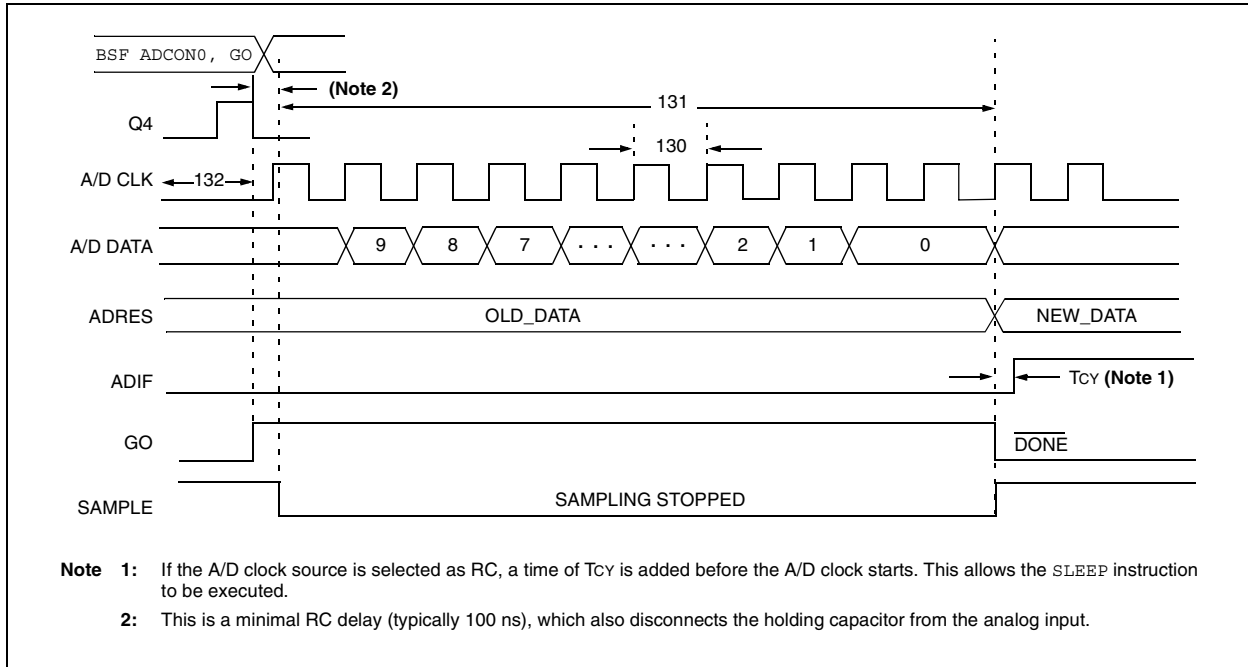 BSF ADCON0, GO
(Note 2)
131
Q4
130
A/D CLK
132
A/D DATA
9 8 7 . . . . . . 2 1 0
ADRES
OLD_DATA
NEW_DATA
ADIF
TCY (Note 1)
GO
DONE
SAMPLE
SAMPLING STOPPED
Note 1: If the A/D clock source is selected as RC, a time of TCY is added before the A/D clock starts. This allows the SLEEP instruction
to be executed.
2: This is a minimal RC delay (typically 100 ns), which also disconnects the holding capacitor from the analog input.